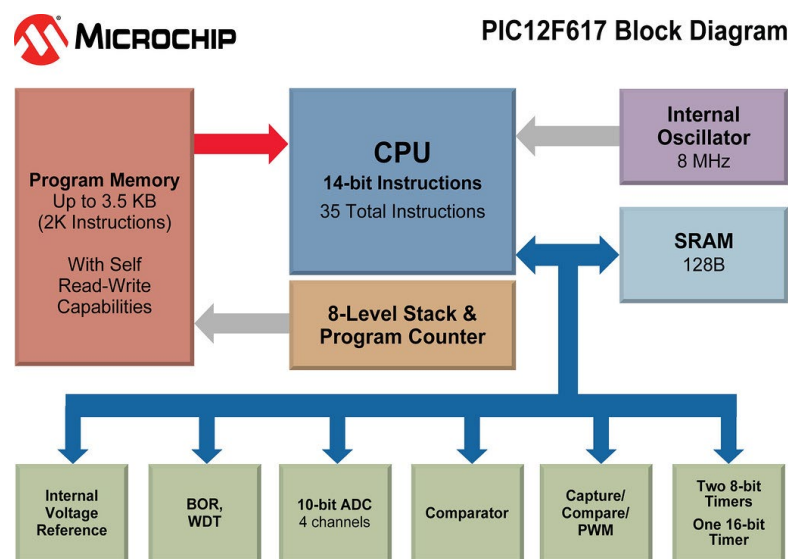 MICROCHIP
PIC12F617 Block Diagram
Program Memory
Up to 3.5 KB
(2K Instructions)
With Self
Read-Write
Capabilities
CPU
14-bit Instructions
35 Total Instructions
Internal
Oscillator
8 MHz
SRAM
128B
8-Level Stack &
Program Counter
Internal
Voltage
Reference
BOR,
WDT
10-bit ADC
4 channels
Comparator
Capture/
Compare/
PWM
Two 8-bit
Timers
One 16-bit
Timer